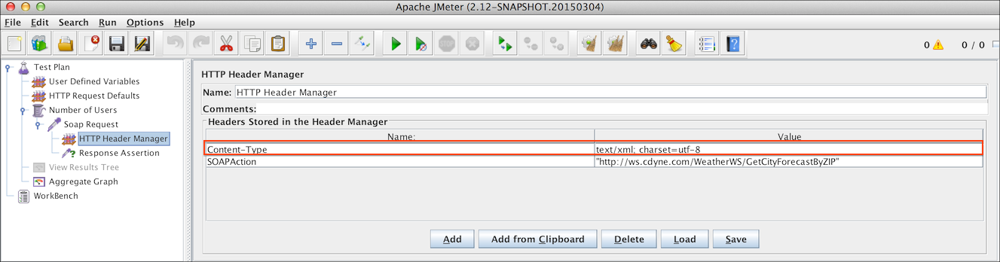 Apache JMeter (2.12-SNAPSHOT.20150304)
File Edit Search Run Options Help
STOP
0 0 / 0
Test Plan
User Defined Variables
HTTP Request Defaults
Number of Users
Soap Request
HTTP Header Manager
Response Assertion
View Results Tree
Aggregate Graph
WorkBench
HTTP Header Manager
Name: HTTP Header Manager
Comments:
Headers Stored in the Header Manager
Name: Value
Content-Type text/xml; charset=utf-8
SOAPAction "http://ws.cdyne.com/WeatherWS/GetCityForecastByZIP"
Add Add from Clipboard Delete Load Save